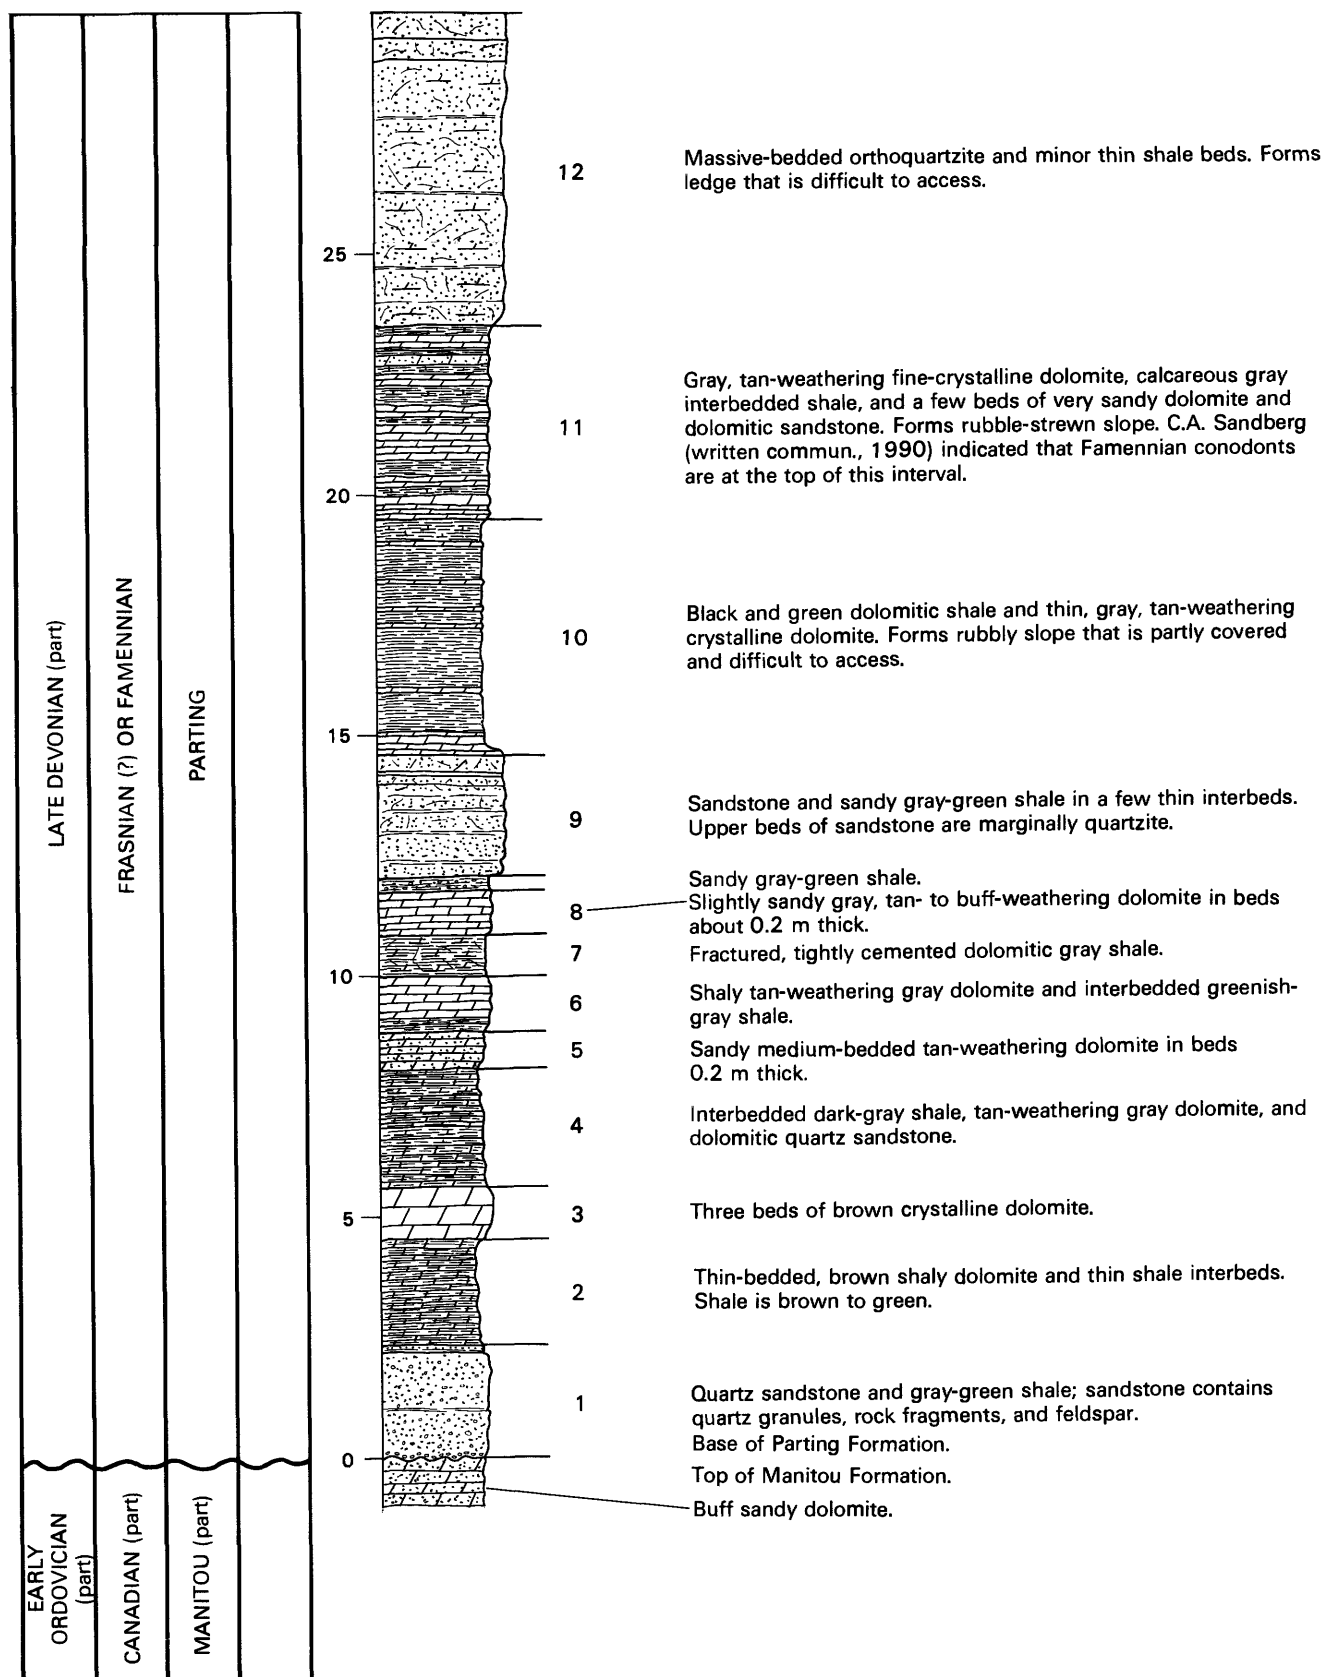 12
Massive-bedded orthoquartzite and minor thin shale beds. Forms
ledge that is difficult to access.
25
11
Gray, tan-weathering fine-crystalline dolomite, calcareous gray
interbedded shale, and a few beds of very sandy dolomite and
dolomitic sandstone. Forms rubble-strewn slope. C.A. Sandberg
(written commun., 1990) indicated that Famennian conodonts
are at the top of this interval.
20
10
Black and green dolomitic shale and thin, gray, tan-weathering
crystalline dolomite. Forms rubbly slope that is partly covered
and difficult to access.
LATE DEVONIAN (part)
FRASNIAN (?) OR FAMENNIAN
PARTING
15
9
Sandstone and sandy gray-green shale in a few thin interbeds.
Upper beds of sandstone are marginally quartzite.
Sandy gray-green shale.
8
Slightly sandy gray, tan- to buff-weathering dolomite in beds
about 0.2 m thick.
7
Fractured, tightly cemented dolomitic gray shale.
10
6
Shaly tan-weathering gray dolomite and interbedded greenish-
gray shale.
5
Sandy medium-bedded tan-weathering dolomite in beds
0.2 m thick.
4
Interbedded dark-gray shale, tan-weathering gray dolomite, and
dolomitic quartz sandstone.
5
3
Three beds of brown crystalline dolomite.
2
Thin-bedded, brown shaly dolomite and thin shale interbeds.
Shale is brown to green.
1
Quartz sandstone and gray-green shale; sandstone contains
quartz granules, rock fragments, and feldspar.
Base of Parting Formation.
0
Top of Manitou Formation.
Buff sandy dolomite.
EARLY
ORDOVICIAN
(part)
CANADIAN (part)
MANITOU (part)